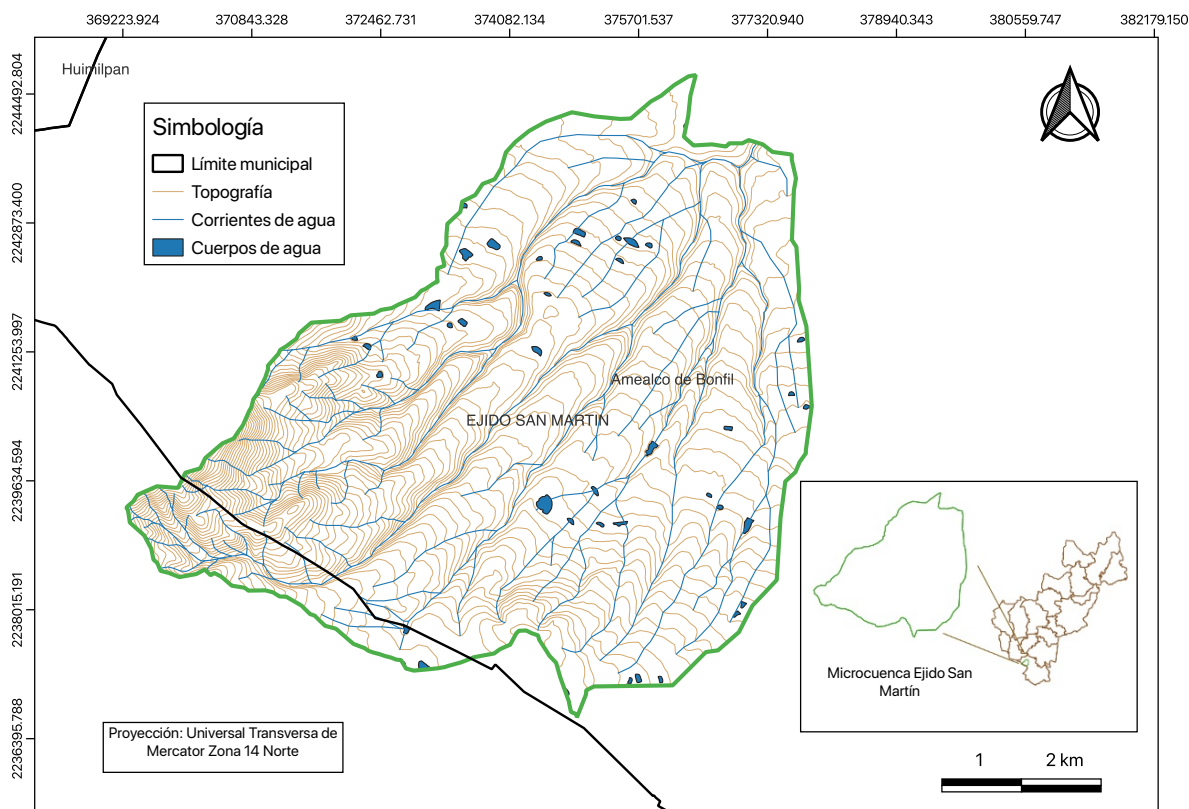 369223.924
370843.328
372462.731
374082.134
375701.537
377320.940
378940.343
380559.747
382179.150
2244492.804
2242873.400
2241253.997
2239634.594
2238015.191
2236395.788
Huimilpan
Simbología
Límite municipal
Topografía
Corrientes de agua
Cuerpos de agua
Amealco de Bonfil
EJIDO SAN MARTIN
Microcuenca Ejido San
Martín
Proyección: Universal Transversa de
Mercator Zona 14 Norte
1
2 km